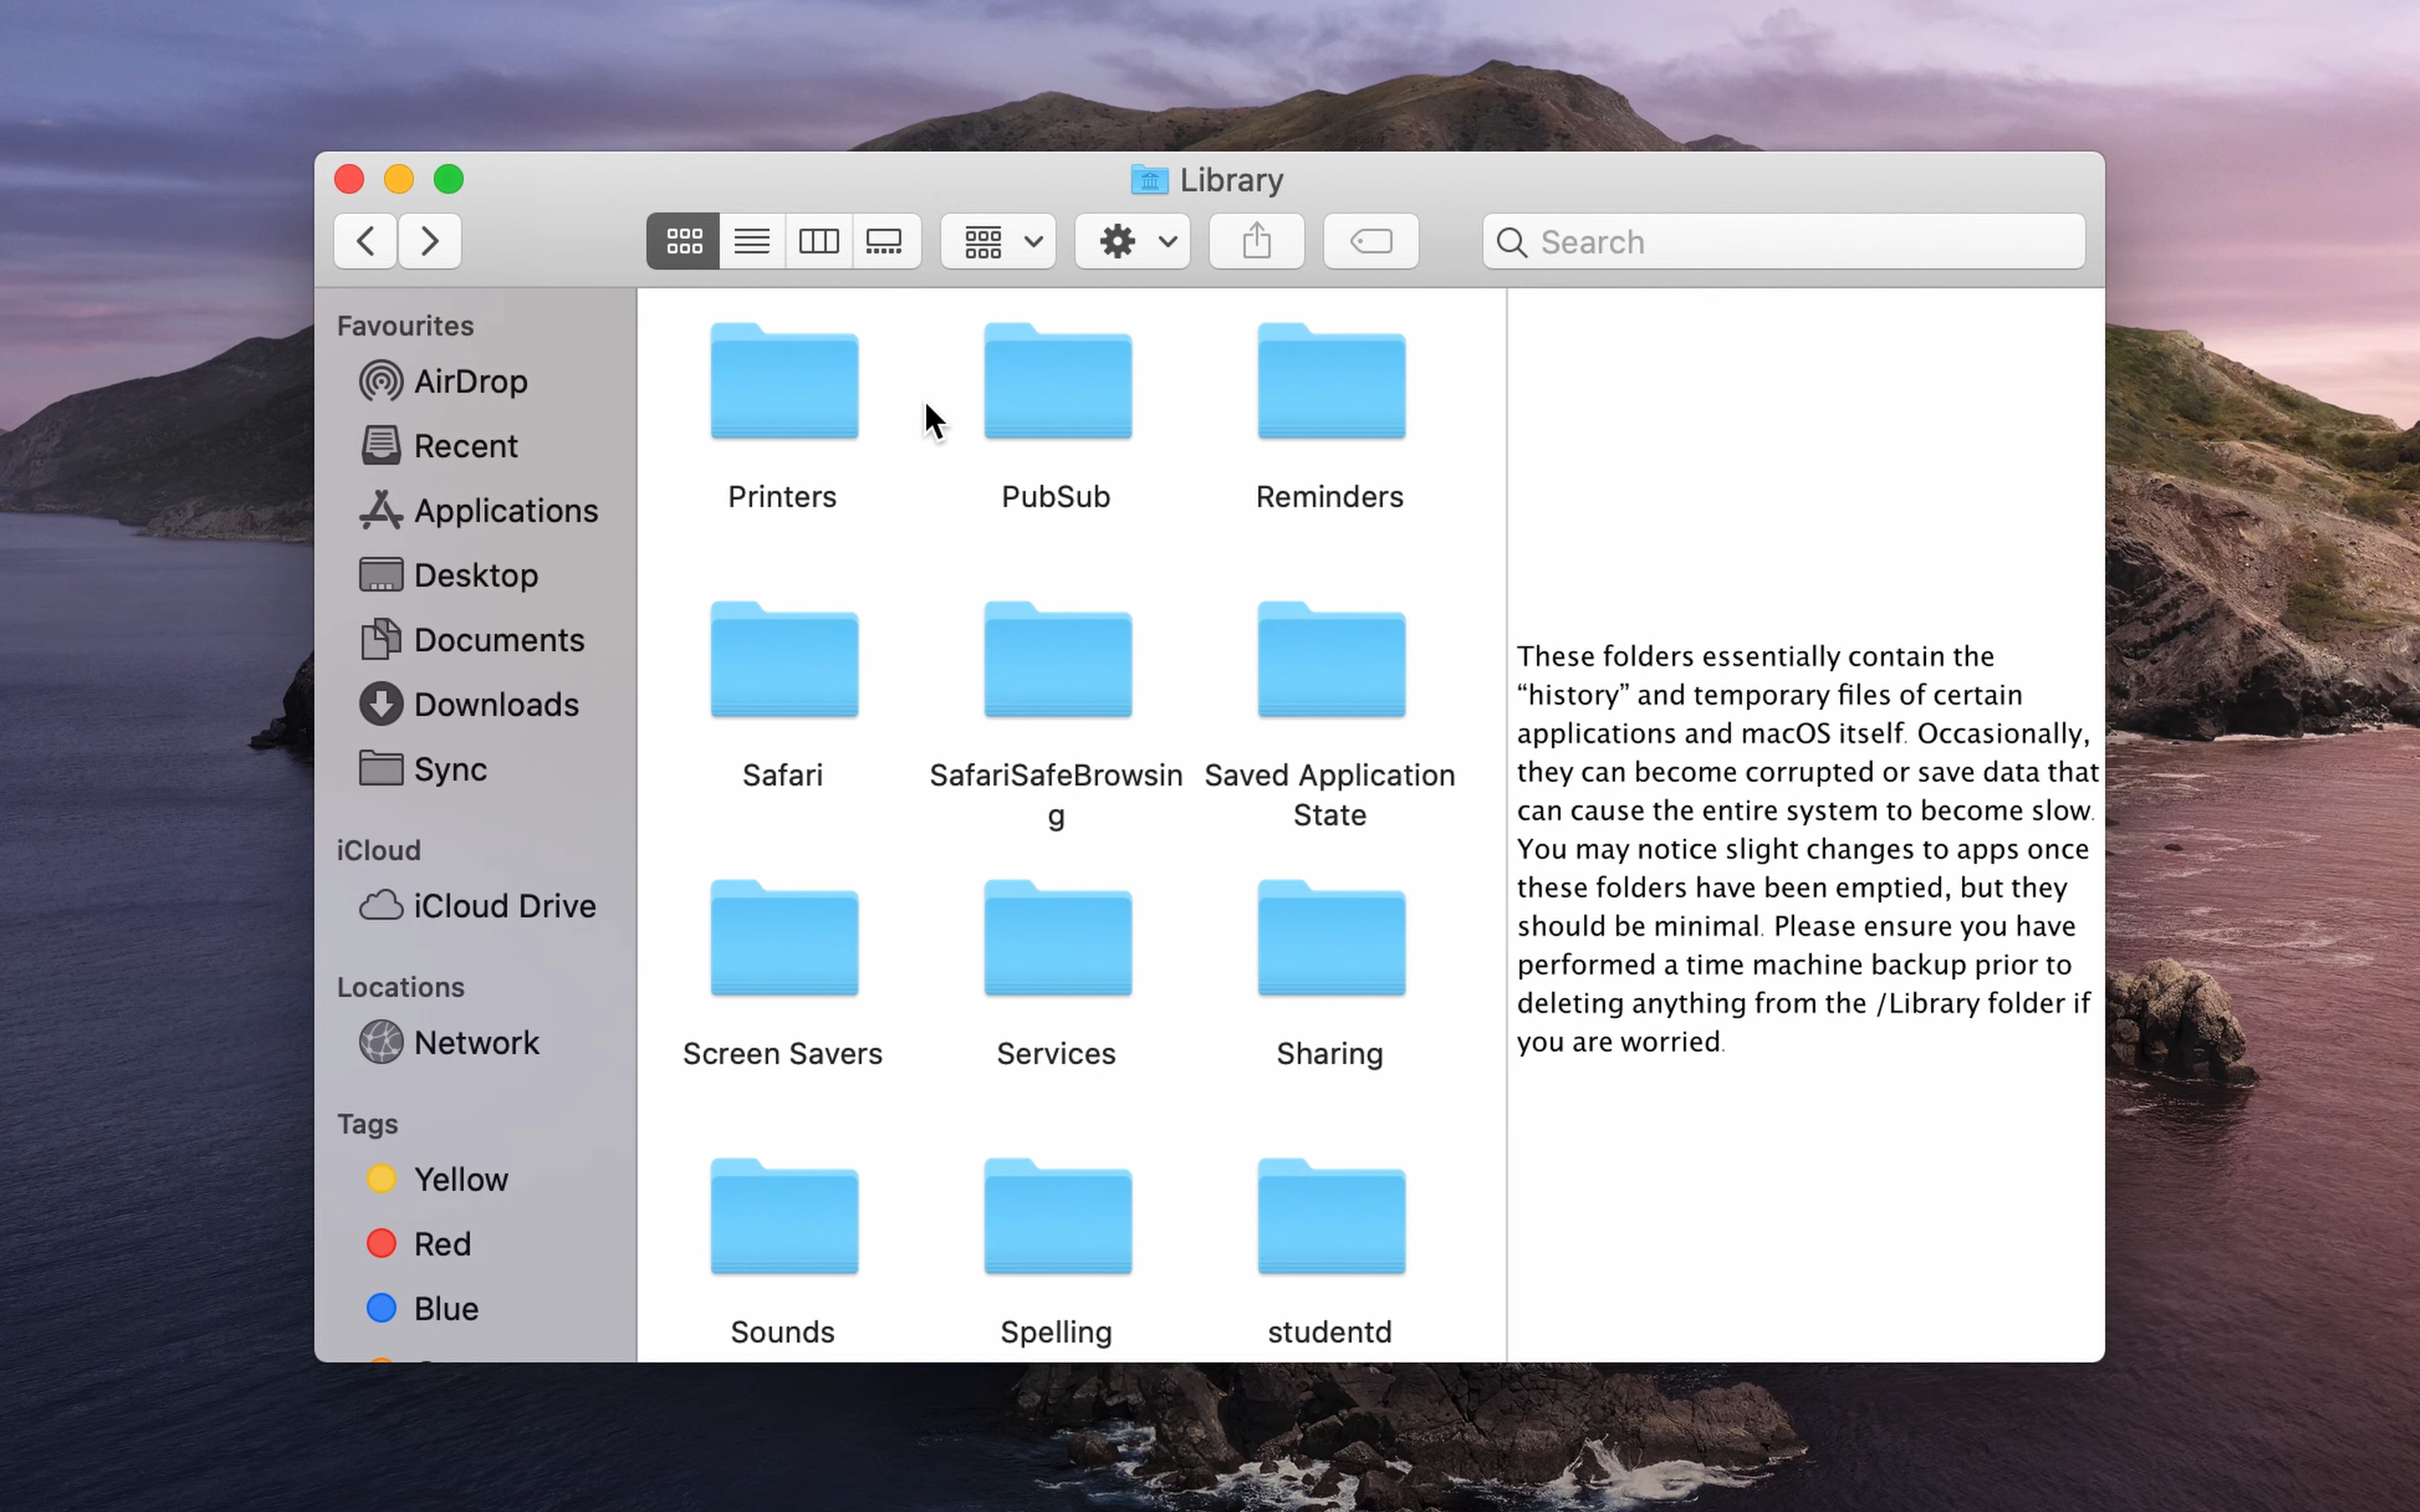 Library
Search
Favourites
AirDrop
Recent
Applications
Desktop
Documents
Downloads
Sync
iCloud
iCloud Drive
Locations
Network
Tags
Yellow
Red
Blue
Printers
PubSub
Reminders
Safari
SafariSafeBrowsin
g
Saved Application
State
Screen Savers
Services
Sharing
Sounds
Spelling
studentd
These folders essentially contain the
“history” and temporary files of certain
applications and macOS itself. Occasionally,
they can become corrupted or save data that
can cause the entire system to become slow.
You may notice slight changes to apps once
these folders have been emptied, but they
should be minimal. Please ensure you have
performed a time machine backup prior to
deleting anything from the /Library folder if
you are worried.